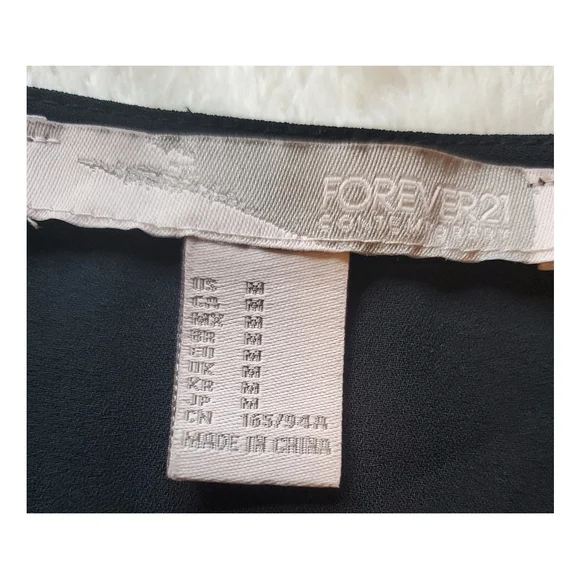 FOREVER21
CONTEMPORARY
US M
CA M
MX M
BR M
EU M
UK M
KR M
JP M
CN 165/94A
MADE IN CHINA